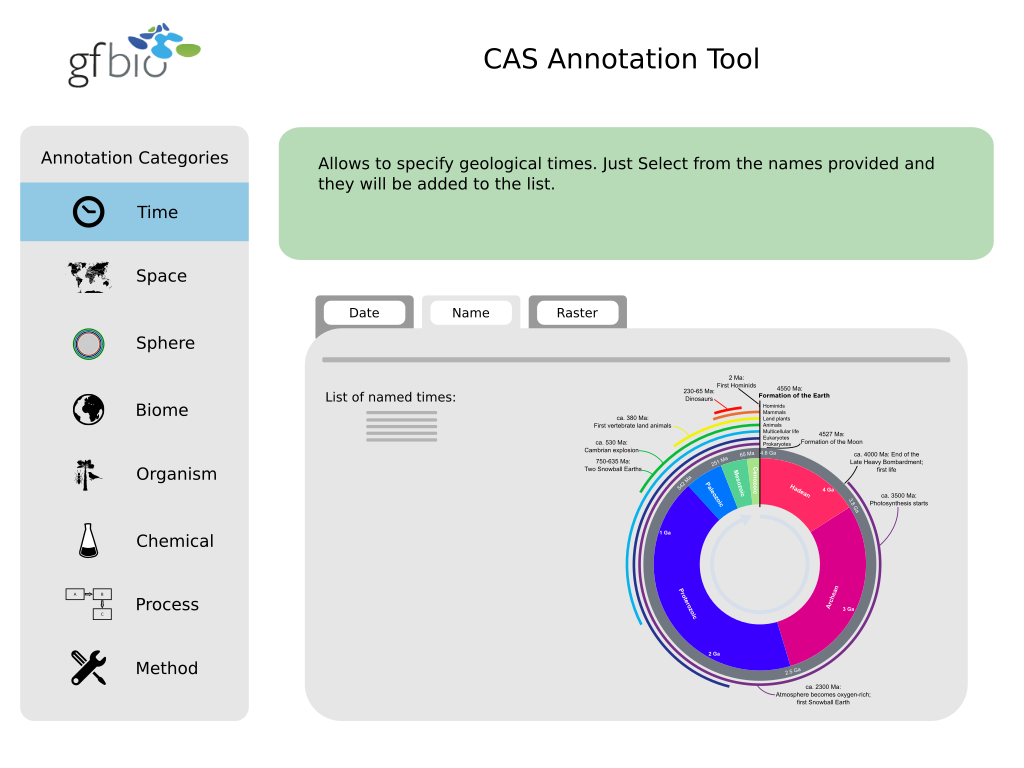 gfbio
CAS Annotation Tool
Annotation Categories
Time
Space
Sphere
Biome
Organism
Chemical
A
B
C
Process
Method
Allows to specify geological times. Just Select from the names provided and
they will be added to the list.
Date
Name
Raster
List of named times:
2 Ma:
First Hominids
230-65 Ma:
Dinosaurs
ca. 380 Ma:
First vertebrate land animals
ca. 530 Ma:
Cambrian explosion
750-635 Ma:
Two Snowball Earths
4550 Ma:
Formation of the Earth
Hominids
Mammals
Land plants
Animals
Multicellular life
Eukaryotes
Prokaryotes
4527 Ma:
Formation of the Moon
ca. 4000 Ma: End of the
Late Heavy Bombardment;
first life
ca. 3500 Ma:
Photosynthesis starts
ca. 2300 Ma:
Atmosphere becomes oxygen-rich;
first Snowball Earth
4.6 Ga
Hadean
4 Ga
3.8 Ga
Archean
3 Ga
2.5 Ga
2 Ga
Proterozoic
1 Ga
542 Ma
Paleozoic
251 Ma
Mesozoic
65 Ma
Cenozoic